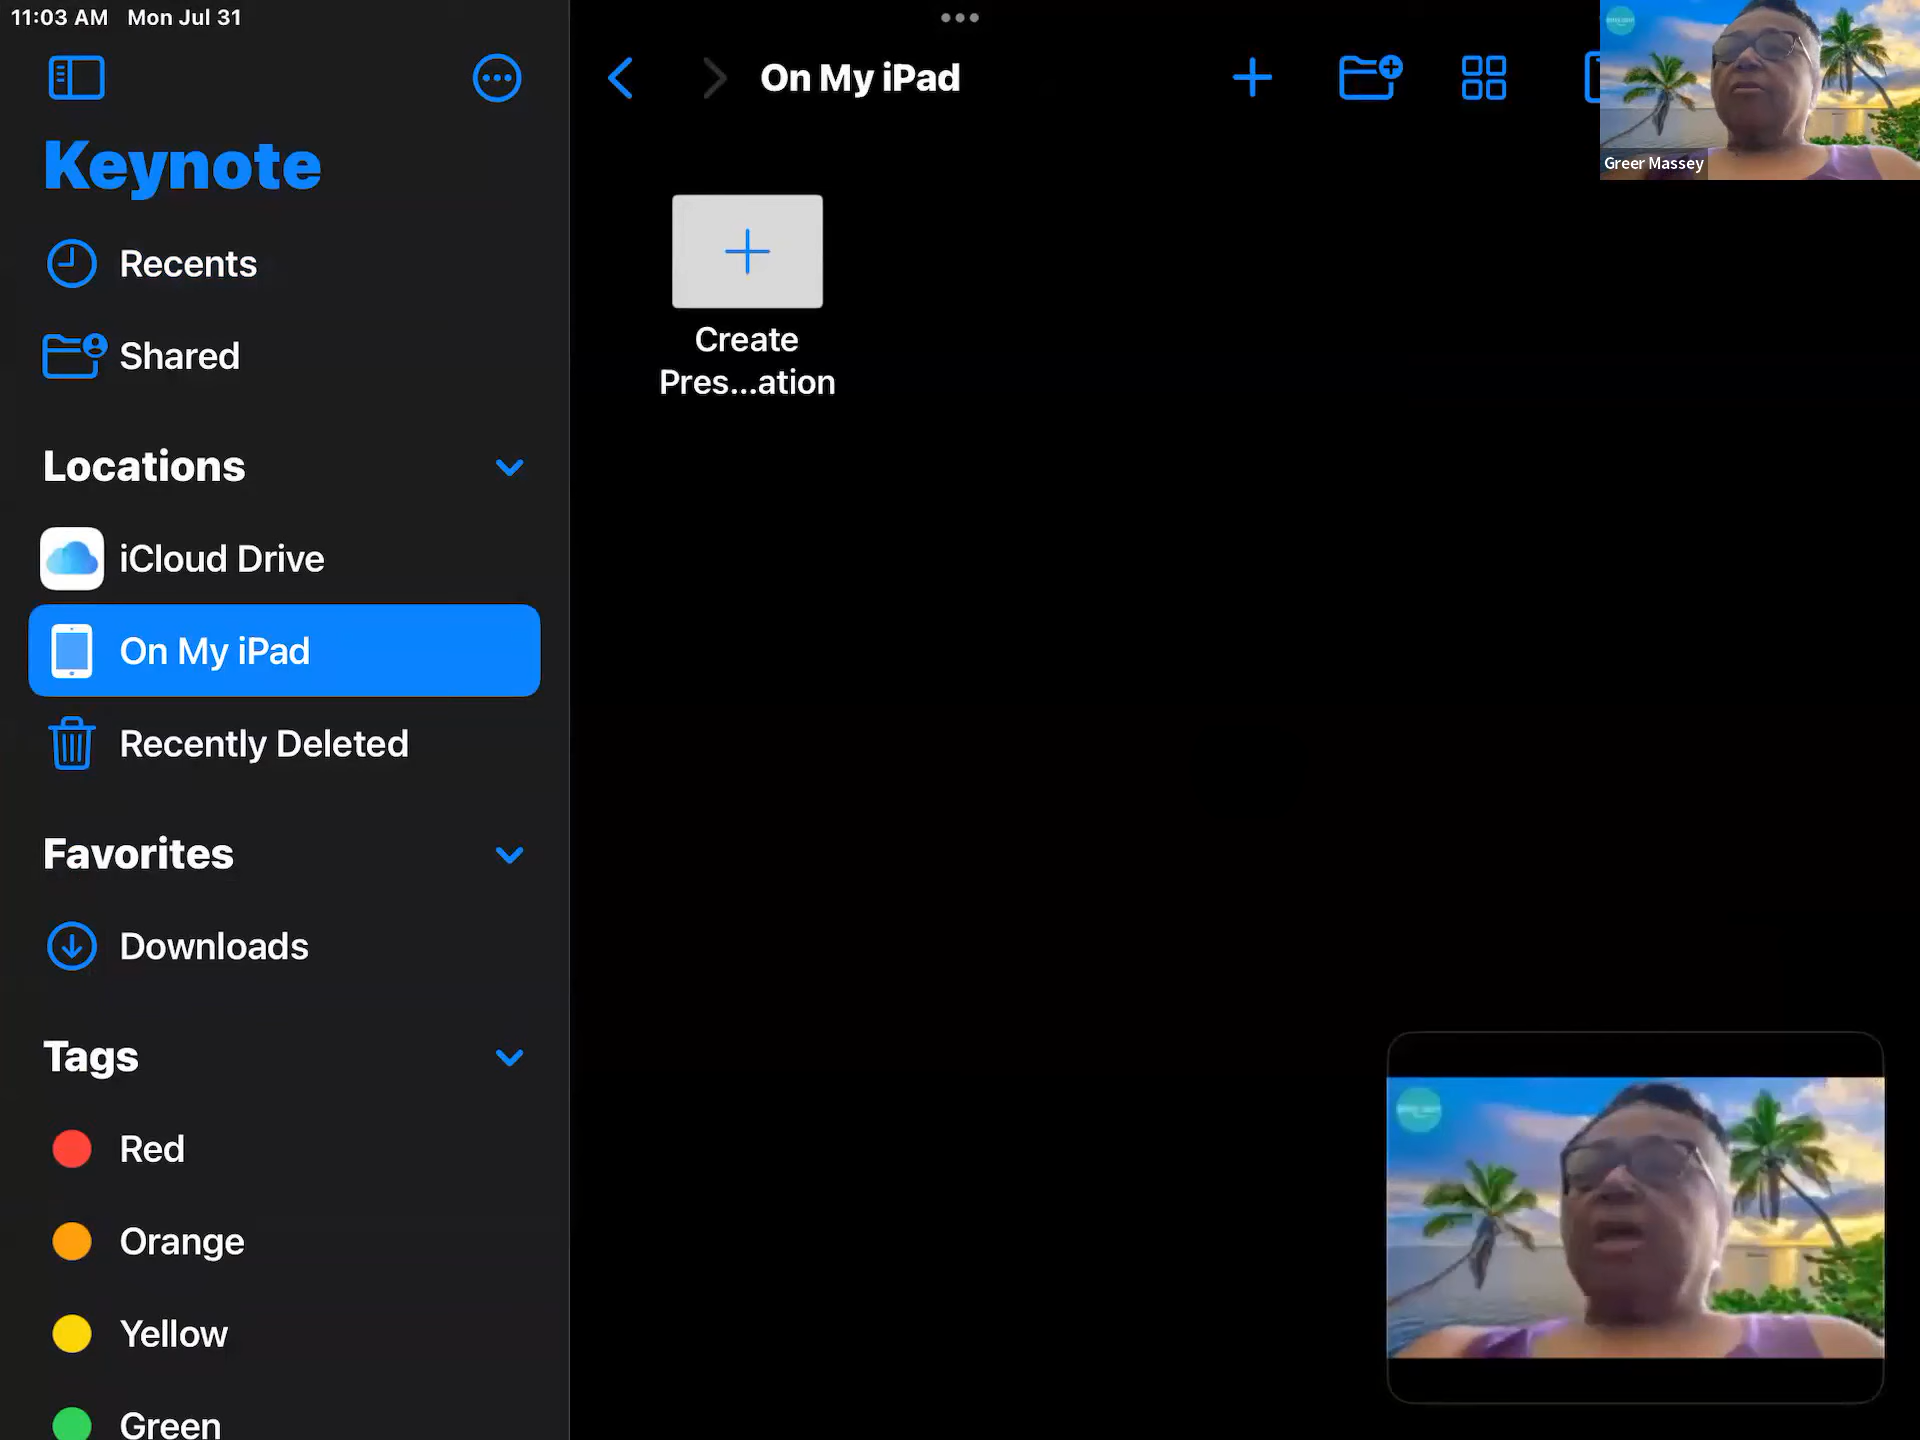 11:03 AM Mon Jul 31
Keynote
Recents
Shared
Locations
iCloud Drive
On My iPad
Recently Deleted
Favorites
Downloads
Tags
Red
Orange
Yellow
Green
On My iPad
Create
Pres...ation
Greer Massey